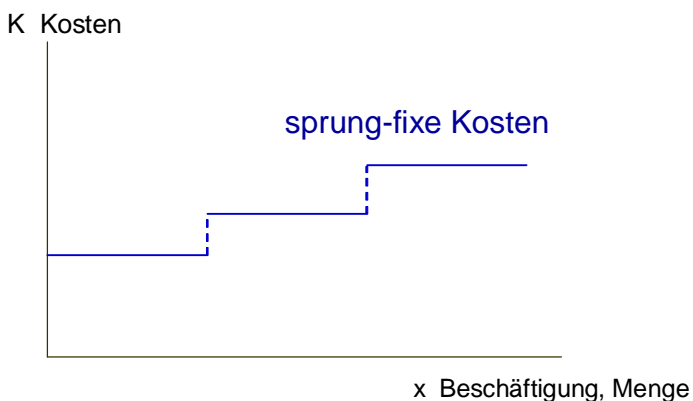 K Kosten
sprung-fixe Kosten
x Beschäftigung, Menge